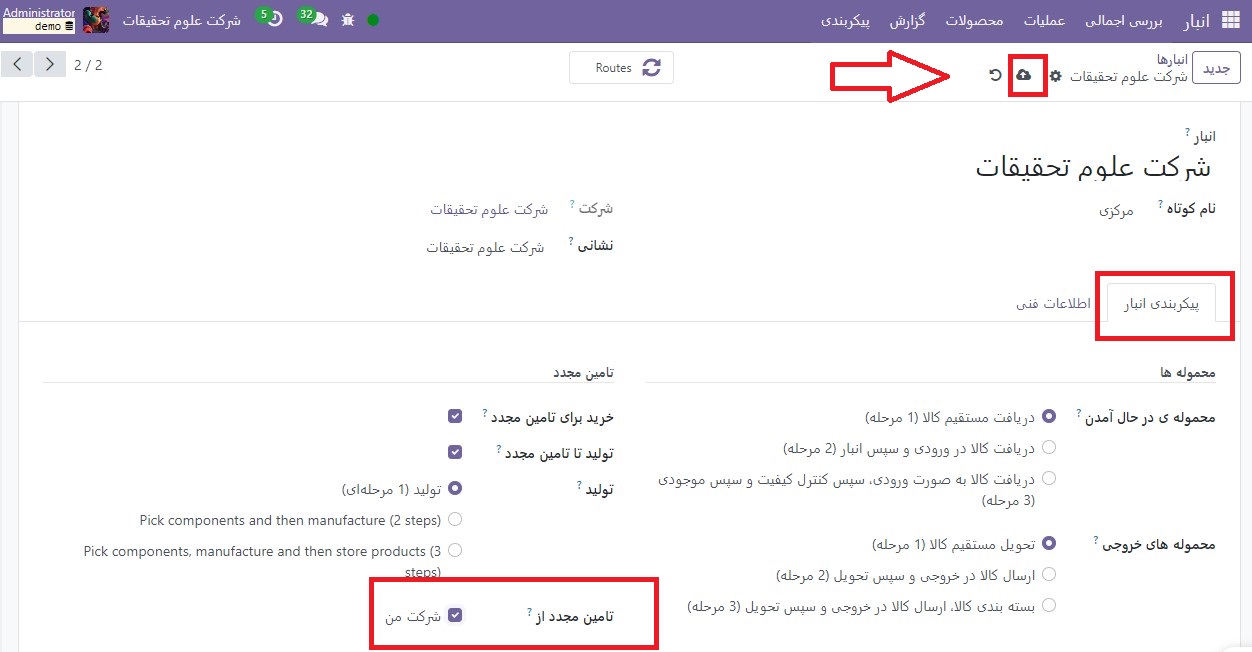 انبار بررسی اجمالی عملیات محصولات گزارش پیکربندی 32 5 شرکت علوم تحقیقات Administrator
demo
جدید انبارها
شرکت علوم تحقیقات
Routes
2 / 2
انبار ?
شرکت علوم تحقیقات
نام کوتاه ? مرکزی
شرکت ? شرکت علوم تحقیقات
نشانی ? شرکت علوم تحقیقات
پیکربندی انبار اطلاعات فنی
محموله ها
محموله ی در حال آمدن ? دریافت مستقیم کالا (1 مرحله)
دریافت کالا در ورودی و سپس انبار (2 مرحله)
دریافت کالا به صورت ورودی، سپس کنترل کیفیت و سپس موجودی
(3 مرحله)
محموله های خروجی ? تحویل مستقیم کالا (1 مرحله)
ارسال کالا در خروجی و سپس تحویل (2 مرحله)
بسته بندی کالا، ارسال کالا در خروجی و سپس تحویل (3 مرحله)
تامین مجدد
خرید برای تامین مجدد ?
تولید تا تامین مجدد ?
تولید ? تولید (1 مرحله‌ای)
Pick components and then manufacture (2 steps)
Pick components, manufacture and then store products (3
steps)
تامین مجدد از ? شرکت من